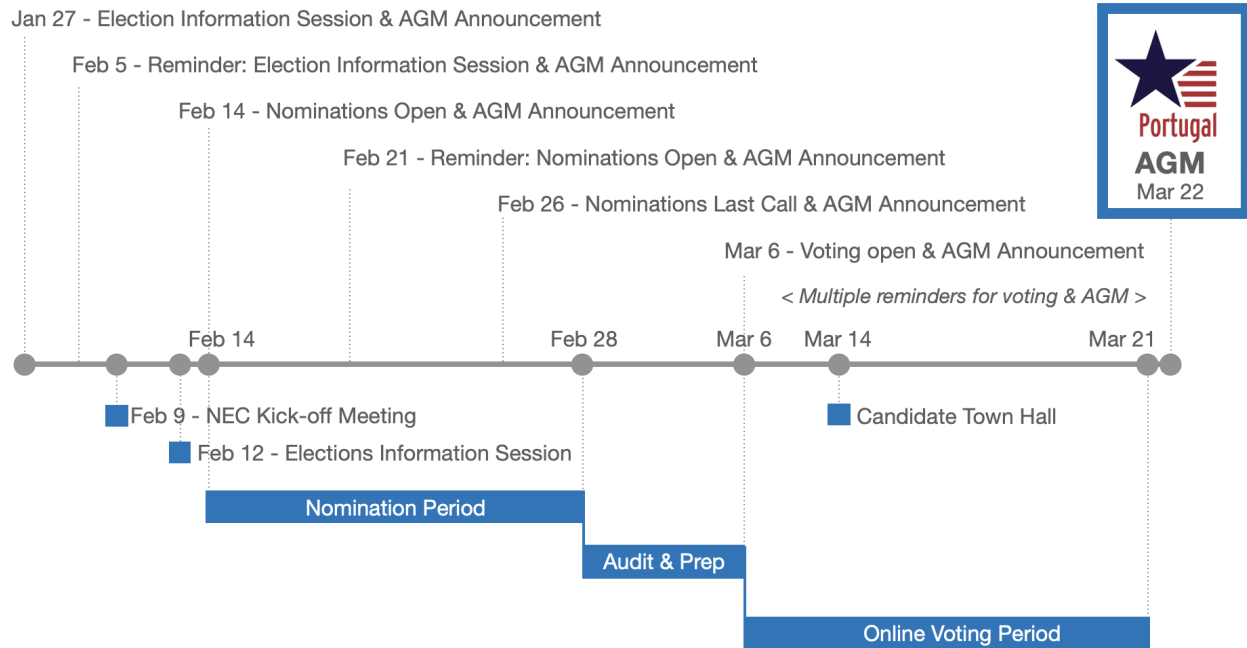 Jan 27 - Election Information Session & AGM Announcement
Feb 5 - Reminder: Election Information Session & AGM Announcement
Feb 14 - Nominations Open & AGM Announcement
Feb 21 - Reminder: Nominations Open & AGM Announcement
Feb 26 - Nominations Last Call & AGM Announcement
Mar 6 - Voting open & AGM Announcement
< Multiple reminders for voting & AGM >
Portugal
AGM
Mar 22
Feb 14
Feb 28
Mar 6
Mar 14
Mar 21
Feb 9 - NEC Kick-off Meeting
Candidate Town Hall
Feb 12 - Elections Information Session
Nomination Period
Audit & Prep
Online Voting Period